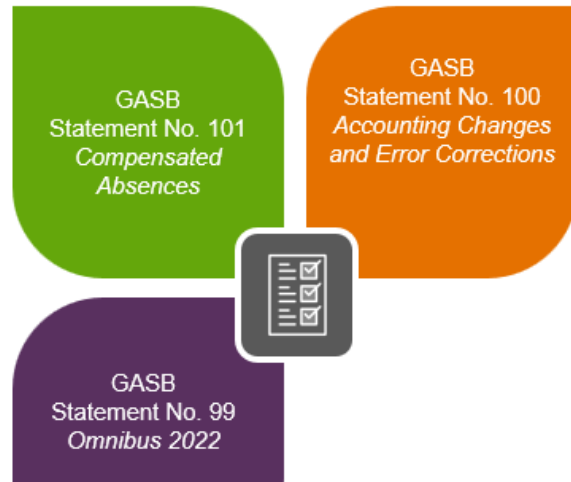 GASB
Statement No. 101
Compensated
Absences
GASB
Statement No. 100
Accounting Changes
and Error Corrections
GASB
Statement No. 99
Omnibus 2022